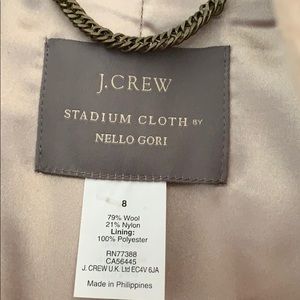 J.CREW
STADIUM CLOTH BY
NELLO GORI
8
79% Wool
21% Nylon
Lining:
100% Polyester
RN77388
CA56445
J. CREW U.K. Ltd EC4V 6JA
Made in Philippines